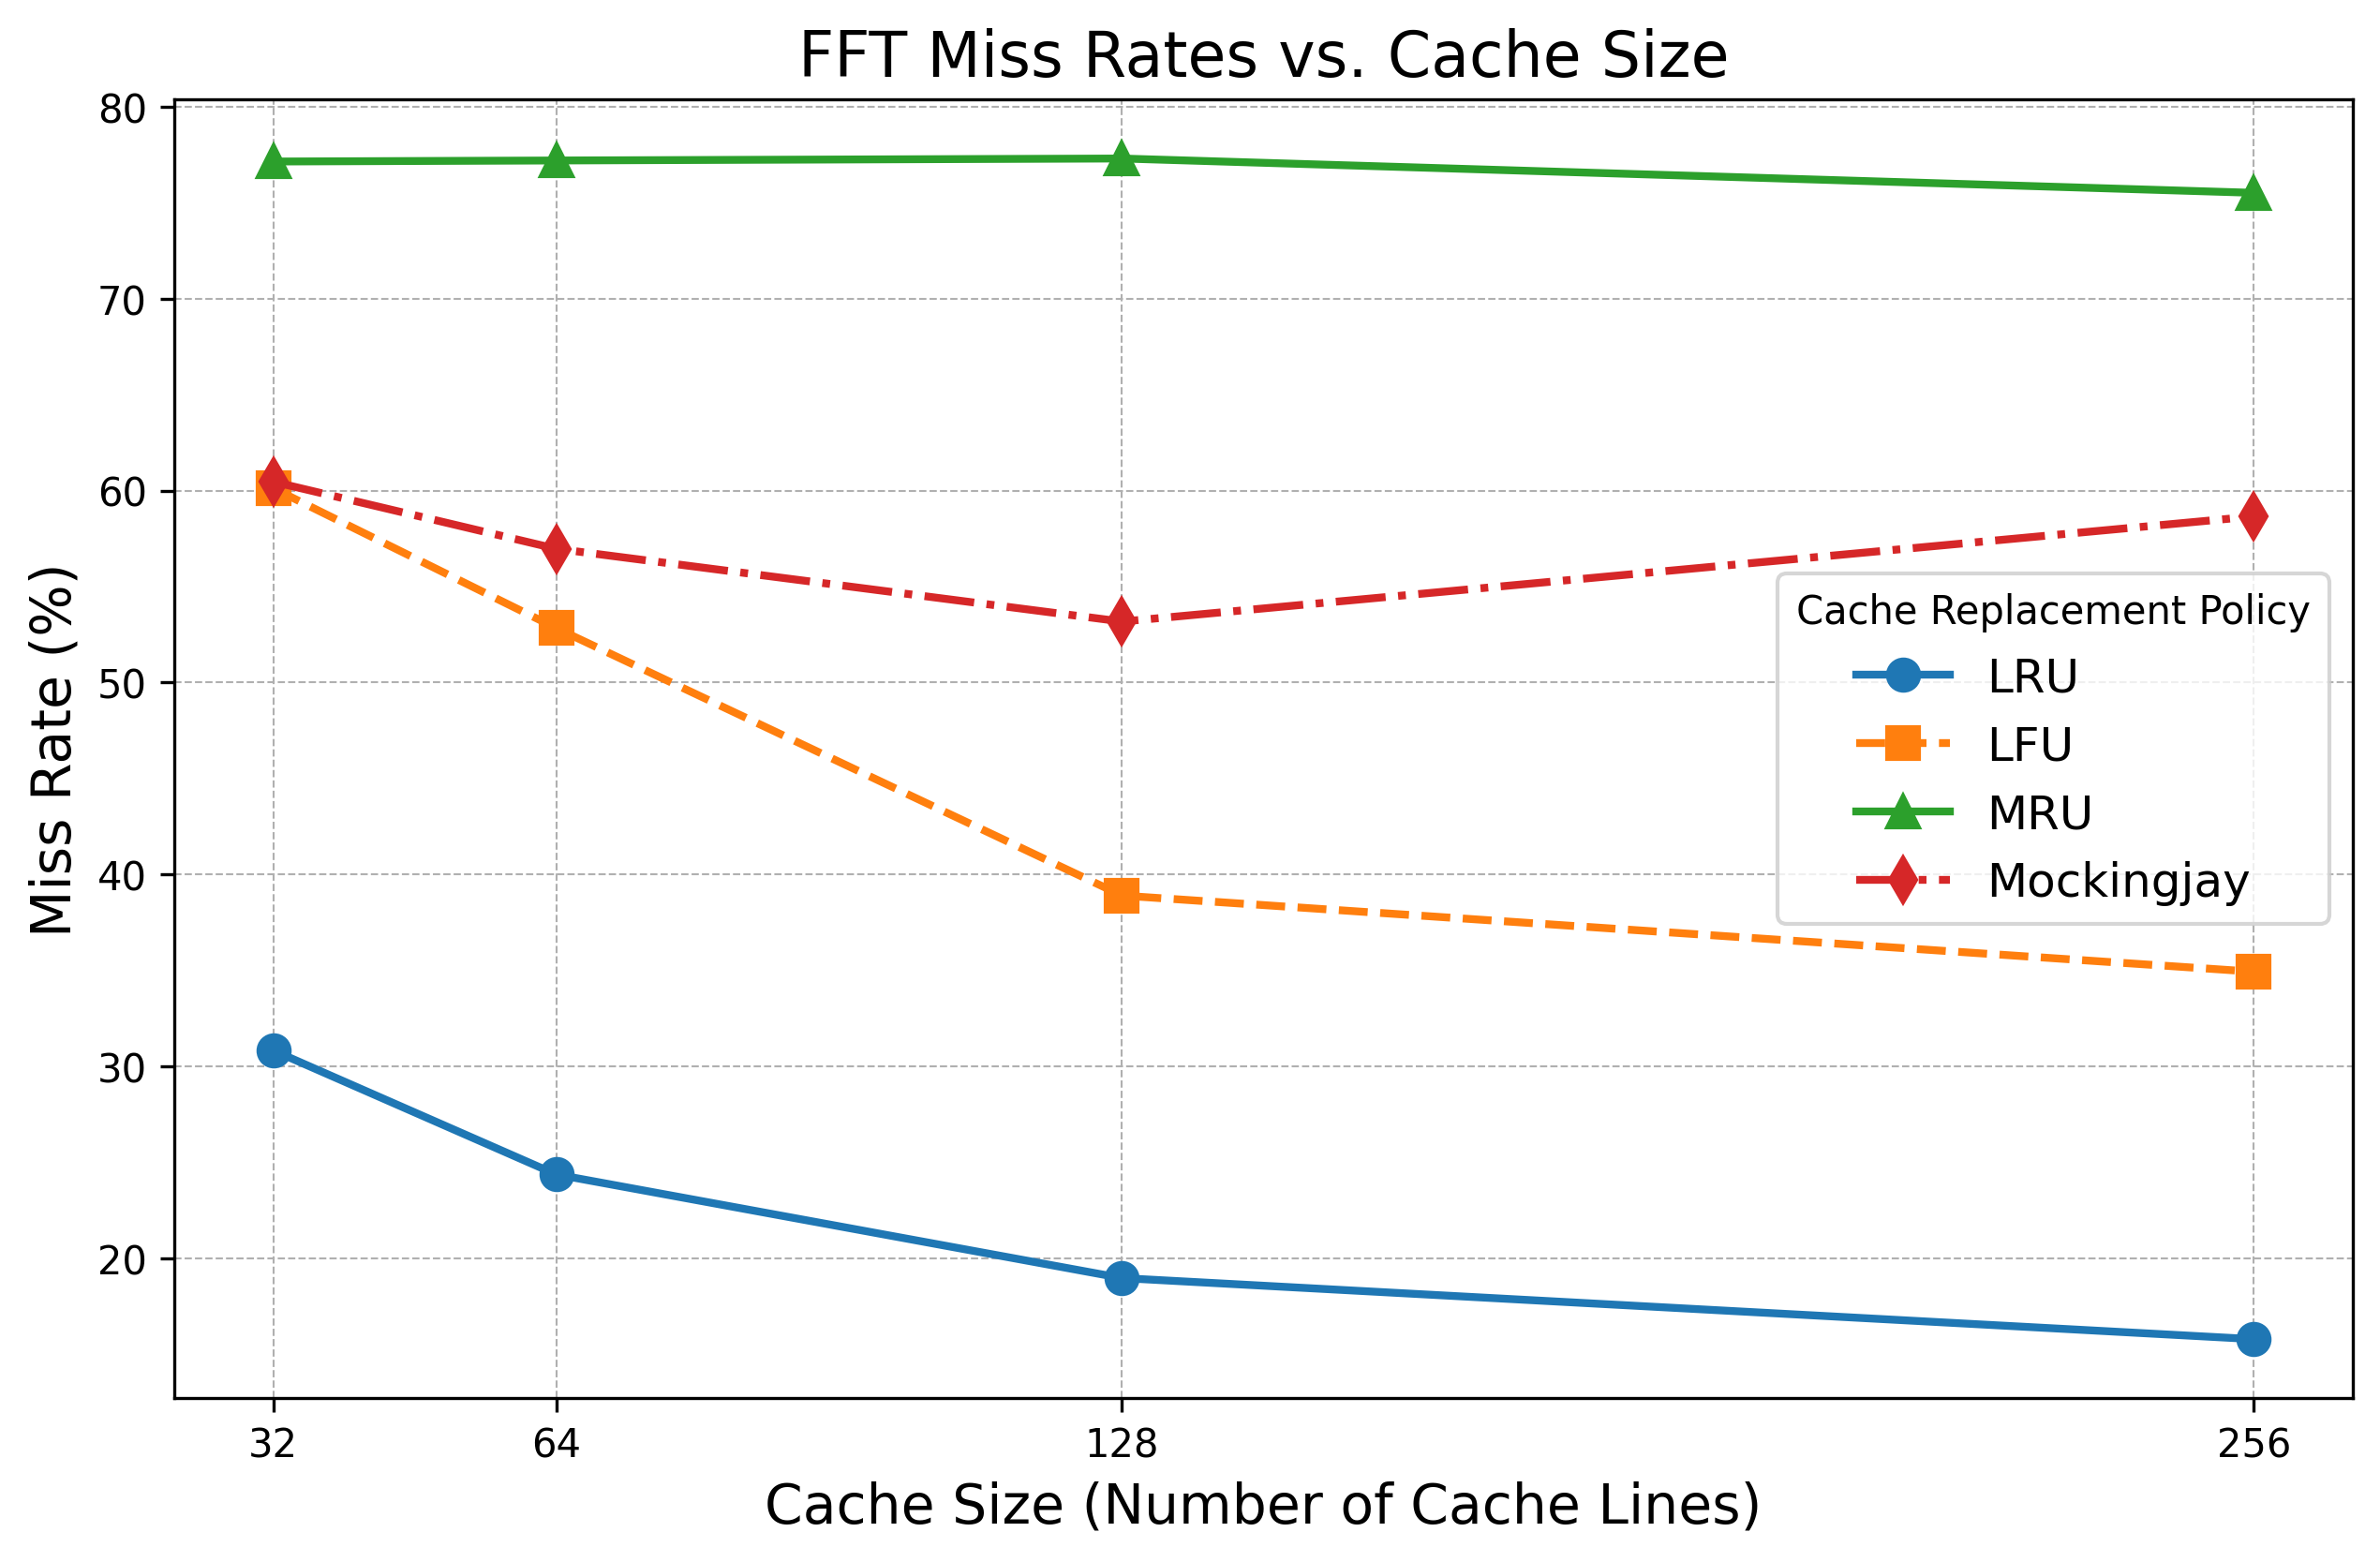 FFT Miss Rates vs. Cache Size
Miss Rate (%)
80
70
60
50
40
30
20
Cache Replacement Policy
LRU
LFU
MRU
Mockingjay
32
64
128
256
Cache Size (Number of Cache Lines)